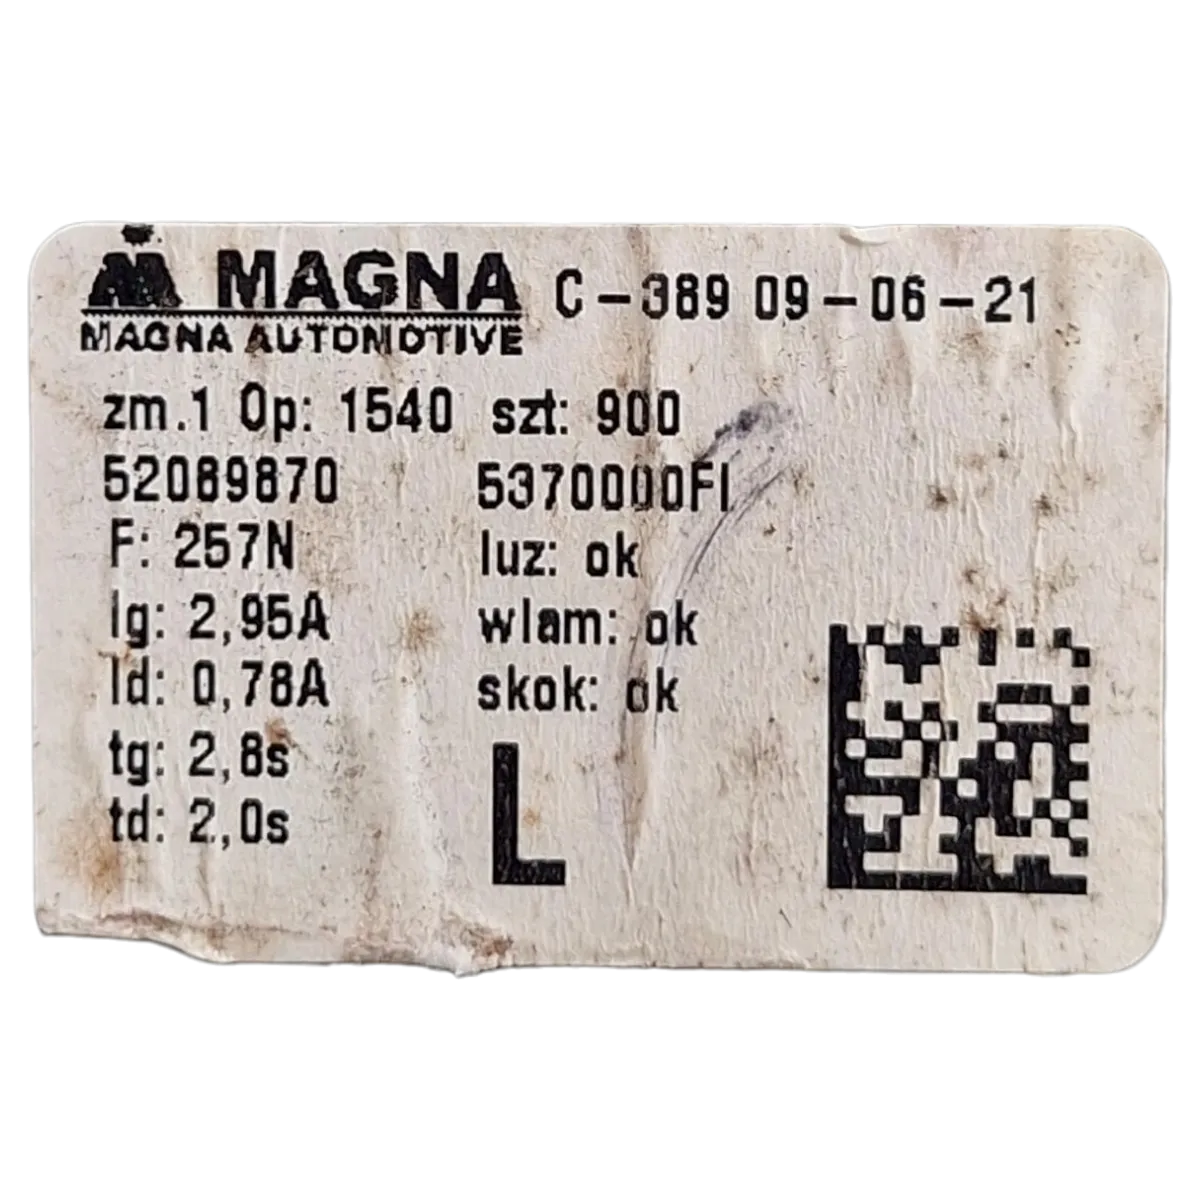 MAGNA C-389 09-06-21
MAGNA AUTOMOTIVE
zm.1 Op: 1540 szt: 900
52089870 5370000FI
F: 257N luz: ok
Ig: 2,95A wlam: ok
Id: 0,78A skok: ok
tg: 2,8s
td: 2,0s
L